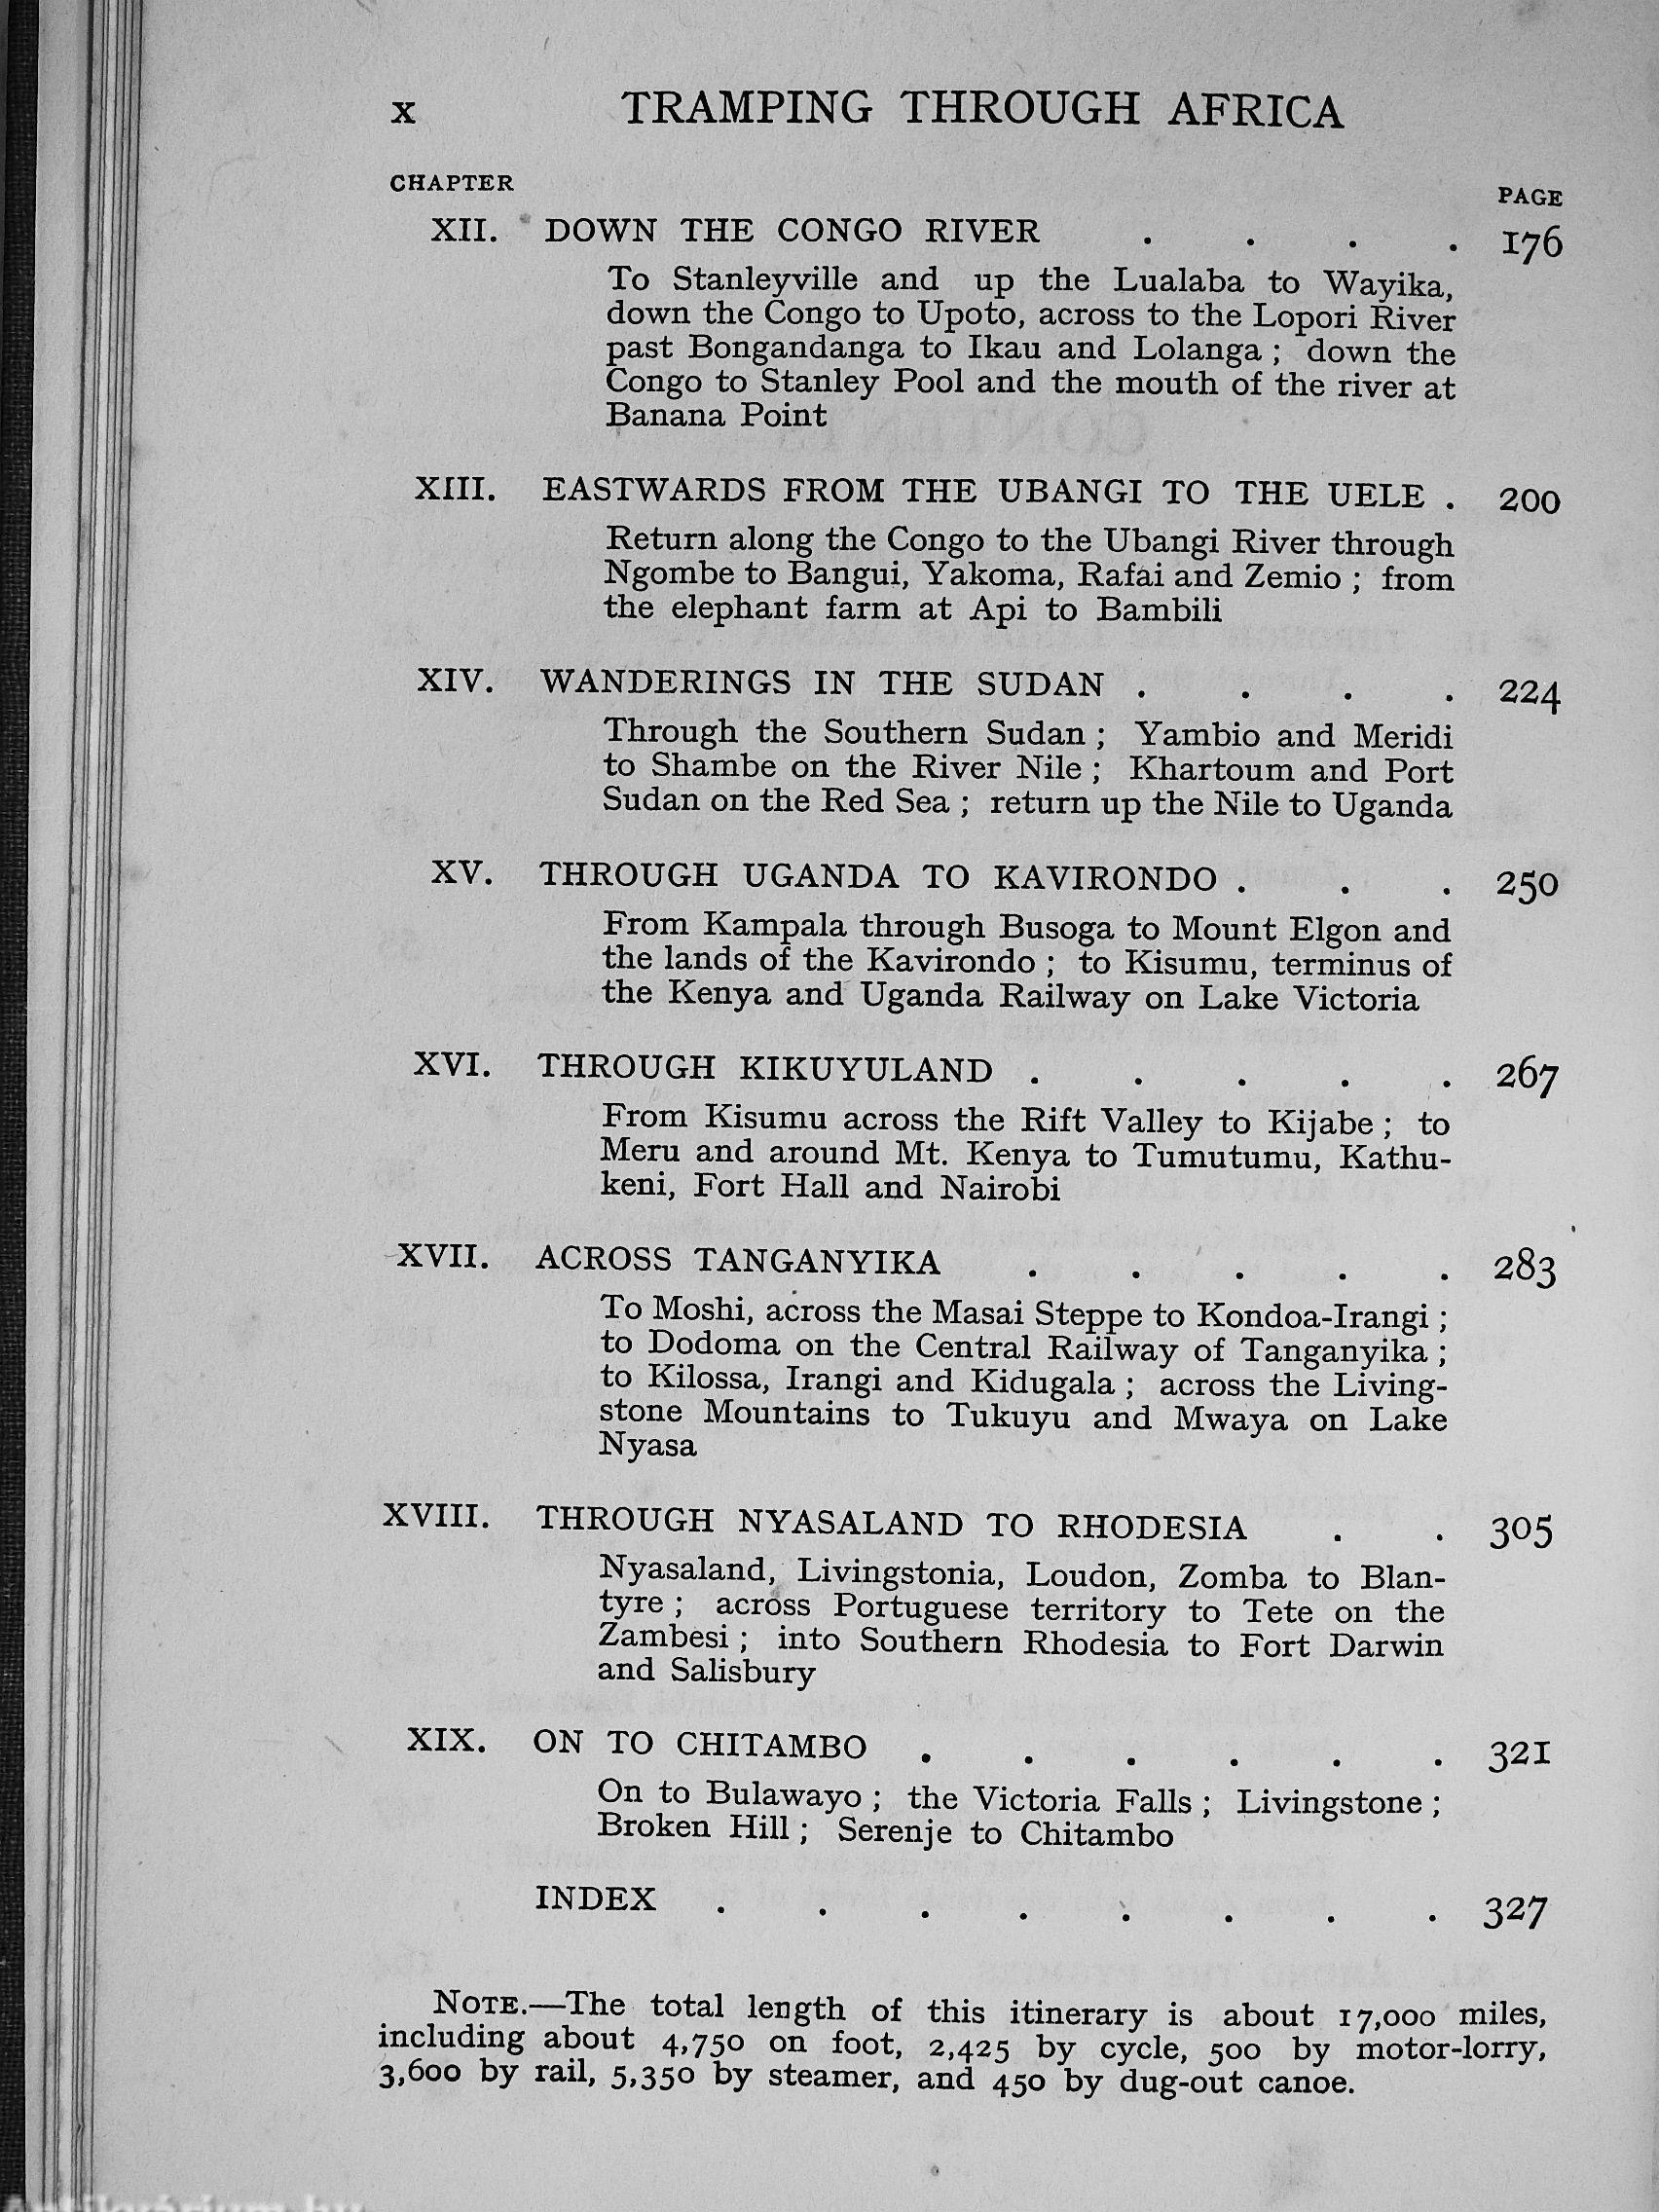 x TRAMPING THROUGH AFRICA
CHAPTER PAGE
XII. DOWN THE CONGO RIVER . . . . 176
To Stanleyville and up the Lualaba to Wayika,
down the Congo to Upoto, across to the Lopori River
past Bongandanga to Ikau and Lolanga ; down the
Congo to Stanley Pool and the mouth of the river at
Banana Point
XIII. EASTWARDS FROM THE UBANGI TO THE UELE . 200
Return along the Congo to the Ubangi River through
Ngombe to Bangui, Yakoma, Rafai and Zemio ; from
the elephant farm at Api to Bambili
XIV. WANDERINGS IN THE SUDAN . . . . 224
Through the Southern Sudan ; Yambio and Meridi
to Shambe on the River Nile ; Khartoum and Port
Sudan on the Red Sea ; return up the Nile to Uganda
XV. THROUGH UGANDA TO KAVIRONDO . . . 250
From Kampala through Busoga to Mount Elgon and
the lands of the Kavirondo ; to Kisumu, terminus of
the Kenya and Uganda Railway on Lake Victoria
XVI. THROUGH KIKUYULAND . . . . . 267
From Kisumu across the Rift Valley to Kijabe ; to
Meru and around Mt. Kenya to Tumutumu, Kathu-
keni, Fort Hall and Nairobi
XVII. ACROSS TANGANYIKA . . . . . 283
To Moshi, across the Masai Steppe to Kondoa-Irangi ;
to Dodoma on the Central Railway of Tanganyika ;
to Kilossa, Irangi and Kidugala ; across the Living-
stone Mountains to Tukuyu and Mwaya on Lake
Nyasa
XVIII. THROUGH NYASALAND TO RHODESIA . . 305
Nyasaland, Livingstonia, Loudon, Zomba to Blan-
tyre ; across Portuguese territory to Tete on the
Zambesi ; into Southern Rhodesia to Fort Darwin
and Salisbury
XIX. ON TO CHITAMBO . . . . . . 321
On to Bulawayo ; the Victoria Falls ; Livingstone ;
Broken Hill ; Serenje to Chitambo
INDEX . . . . . . . . 327
NOTE.—The total length of this itinerary is about 17,000 miles,
including about 4,750 on foot, 2,425 by cycle, 500 by motor-lorry,
3,600 by rail, 5,350 by steamer, and 450 by dug-out canoe.